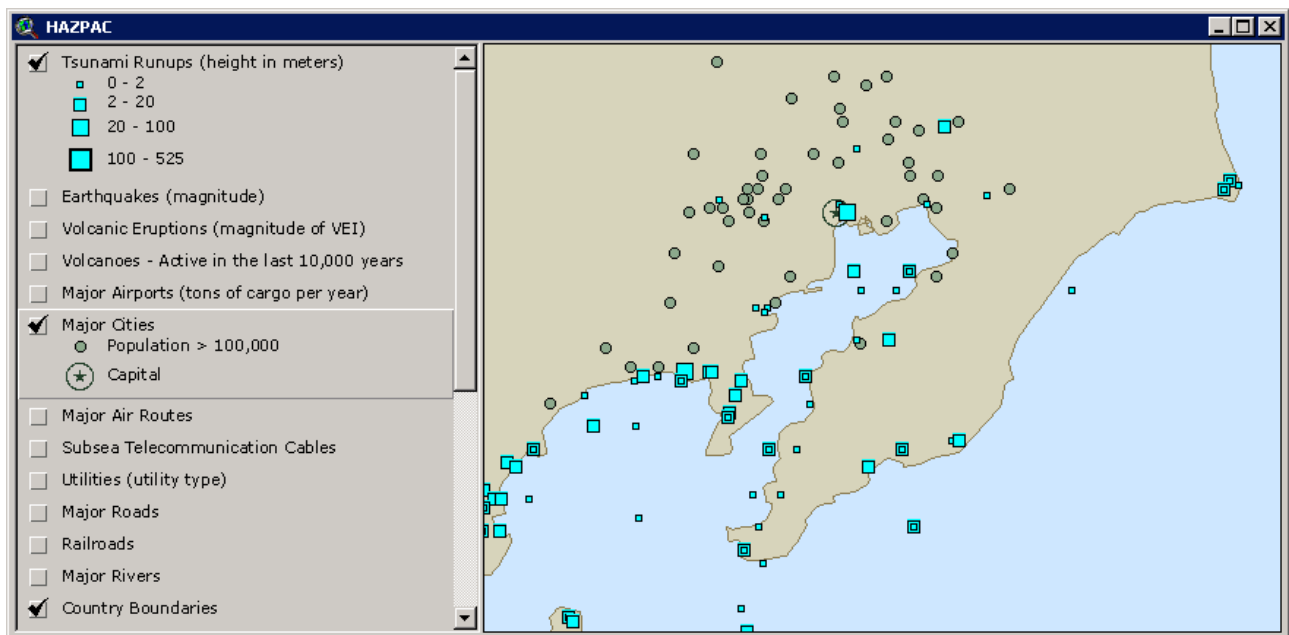 HAZPAC
Tsunami Runups (height in meters)
0 - 2
2 - 20
20 - 100
100 - 525
Earthquakes (magnitude)
Volcanic Eruptions (magnitude of VEI)
Volcanoes - Active in the last 10,000 years
Major Airports (tons of cargo per year)
Major Cities
Population > 100,000
Capital
Major Air Routes
Subsea Telecommunication Cables
Utilities (utility type)
Major Roads
Railroads
Major Rivers
Country Boundaries